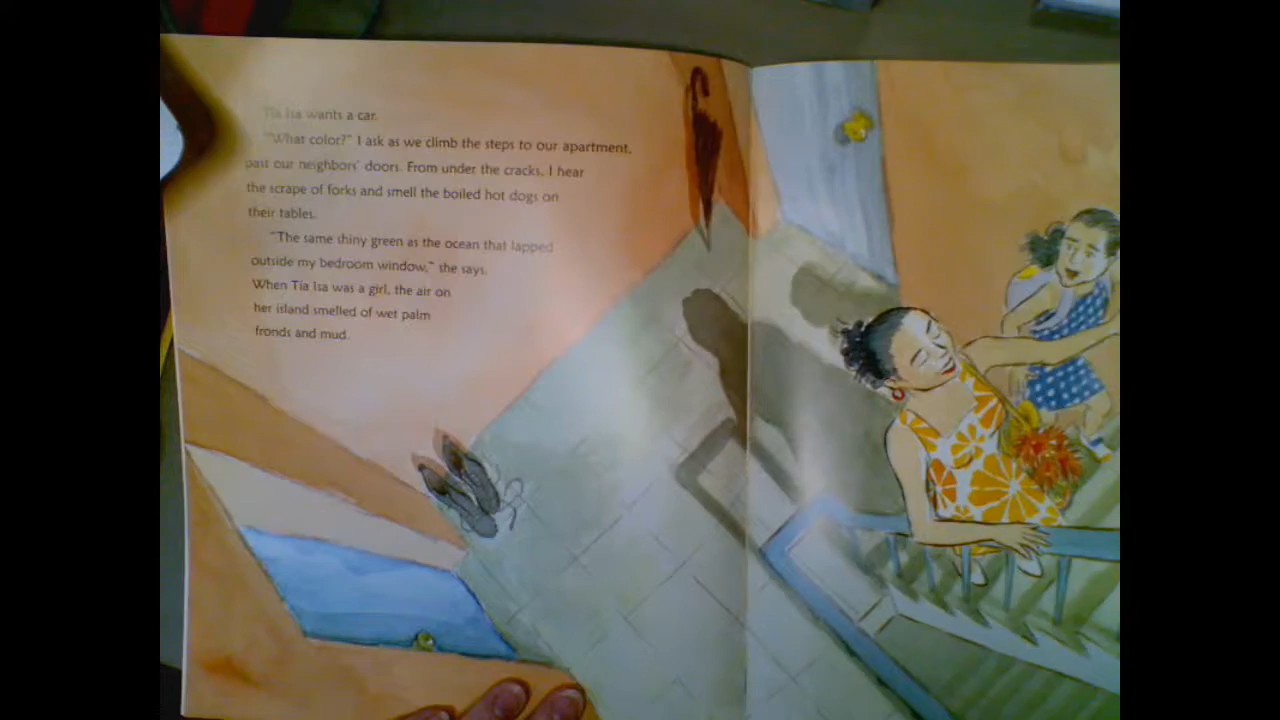 Tía Isa wants a car.
"What color?" I ask as we climb the steps to our apartment,
past our neighbors' doors. From under the cracks, I hear
the scrape of forks and smell the boiled hot dogs on
their tables.
"The same shiny green as the ocean that lapped
outside my bedroom window," she says.
When Tía Isa was a girl, the air on
her island smelled of wet palm
fronds and mud.